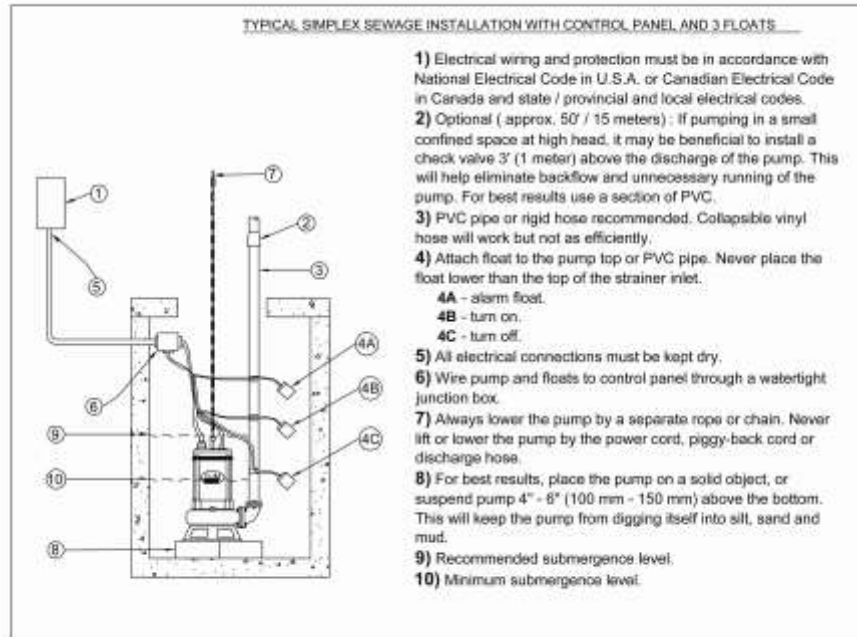 TYPICAL SIMPLEX SEWAGE INSTALLATION WITH CONTROL PANEL AND 3 FLOATS
1) Electrical wiring and protection must be in accordance with
National Electrical Code in U.S.A. or Canadian Electrical Code
in Canada and state / provincial and local electrical codes.
2) Optional ( approx. 50' / 15 meters) : If pumping in a small
confined space at high head, it may be beneficial to install a
check valve 3' (1 meter) above the discharge of the pump. This
will help eliminate backflow and unnecessary running of the
pump. For best results use a section of PVC.
3) PVC pipe or rigid hose recommended. Collapsible vinyl
hose will work but not as efficiently.
4) Attach float to the pump top or PVC pipe. Never place the
float lower than the top of the strainer inlet.
4A - alarm float.
4B - turn on.
4C - turn off.
5) All electrical connections must be kept dry.
6) Wire pump and floats to control panel through a watertight
junction box.
7) Always lower the pump by a separate rope or chain. Never
lift or lower the pump by the power cord, piggy-back cord or
discharge hose.
8) For best results, place the pump on a solid object, or
suspend pump 4" - 6" (100 mm - 150 mm) above the bottom.
This will keep the pump from digging itself into silt, sand and
mud.
9) Recommended submergence level.
10) Minimum submergence level.
7
1
2
3
5
4A
6
4B
9
4C
10
8